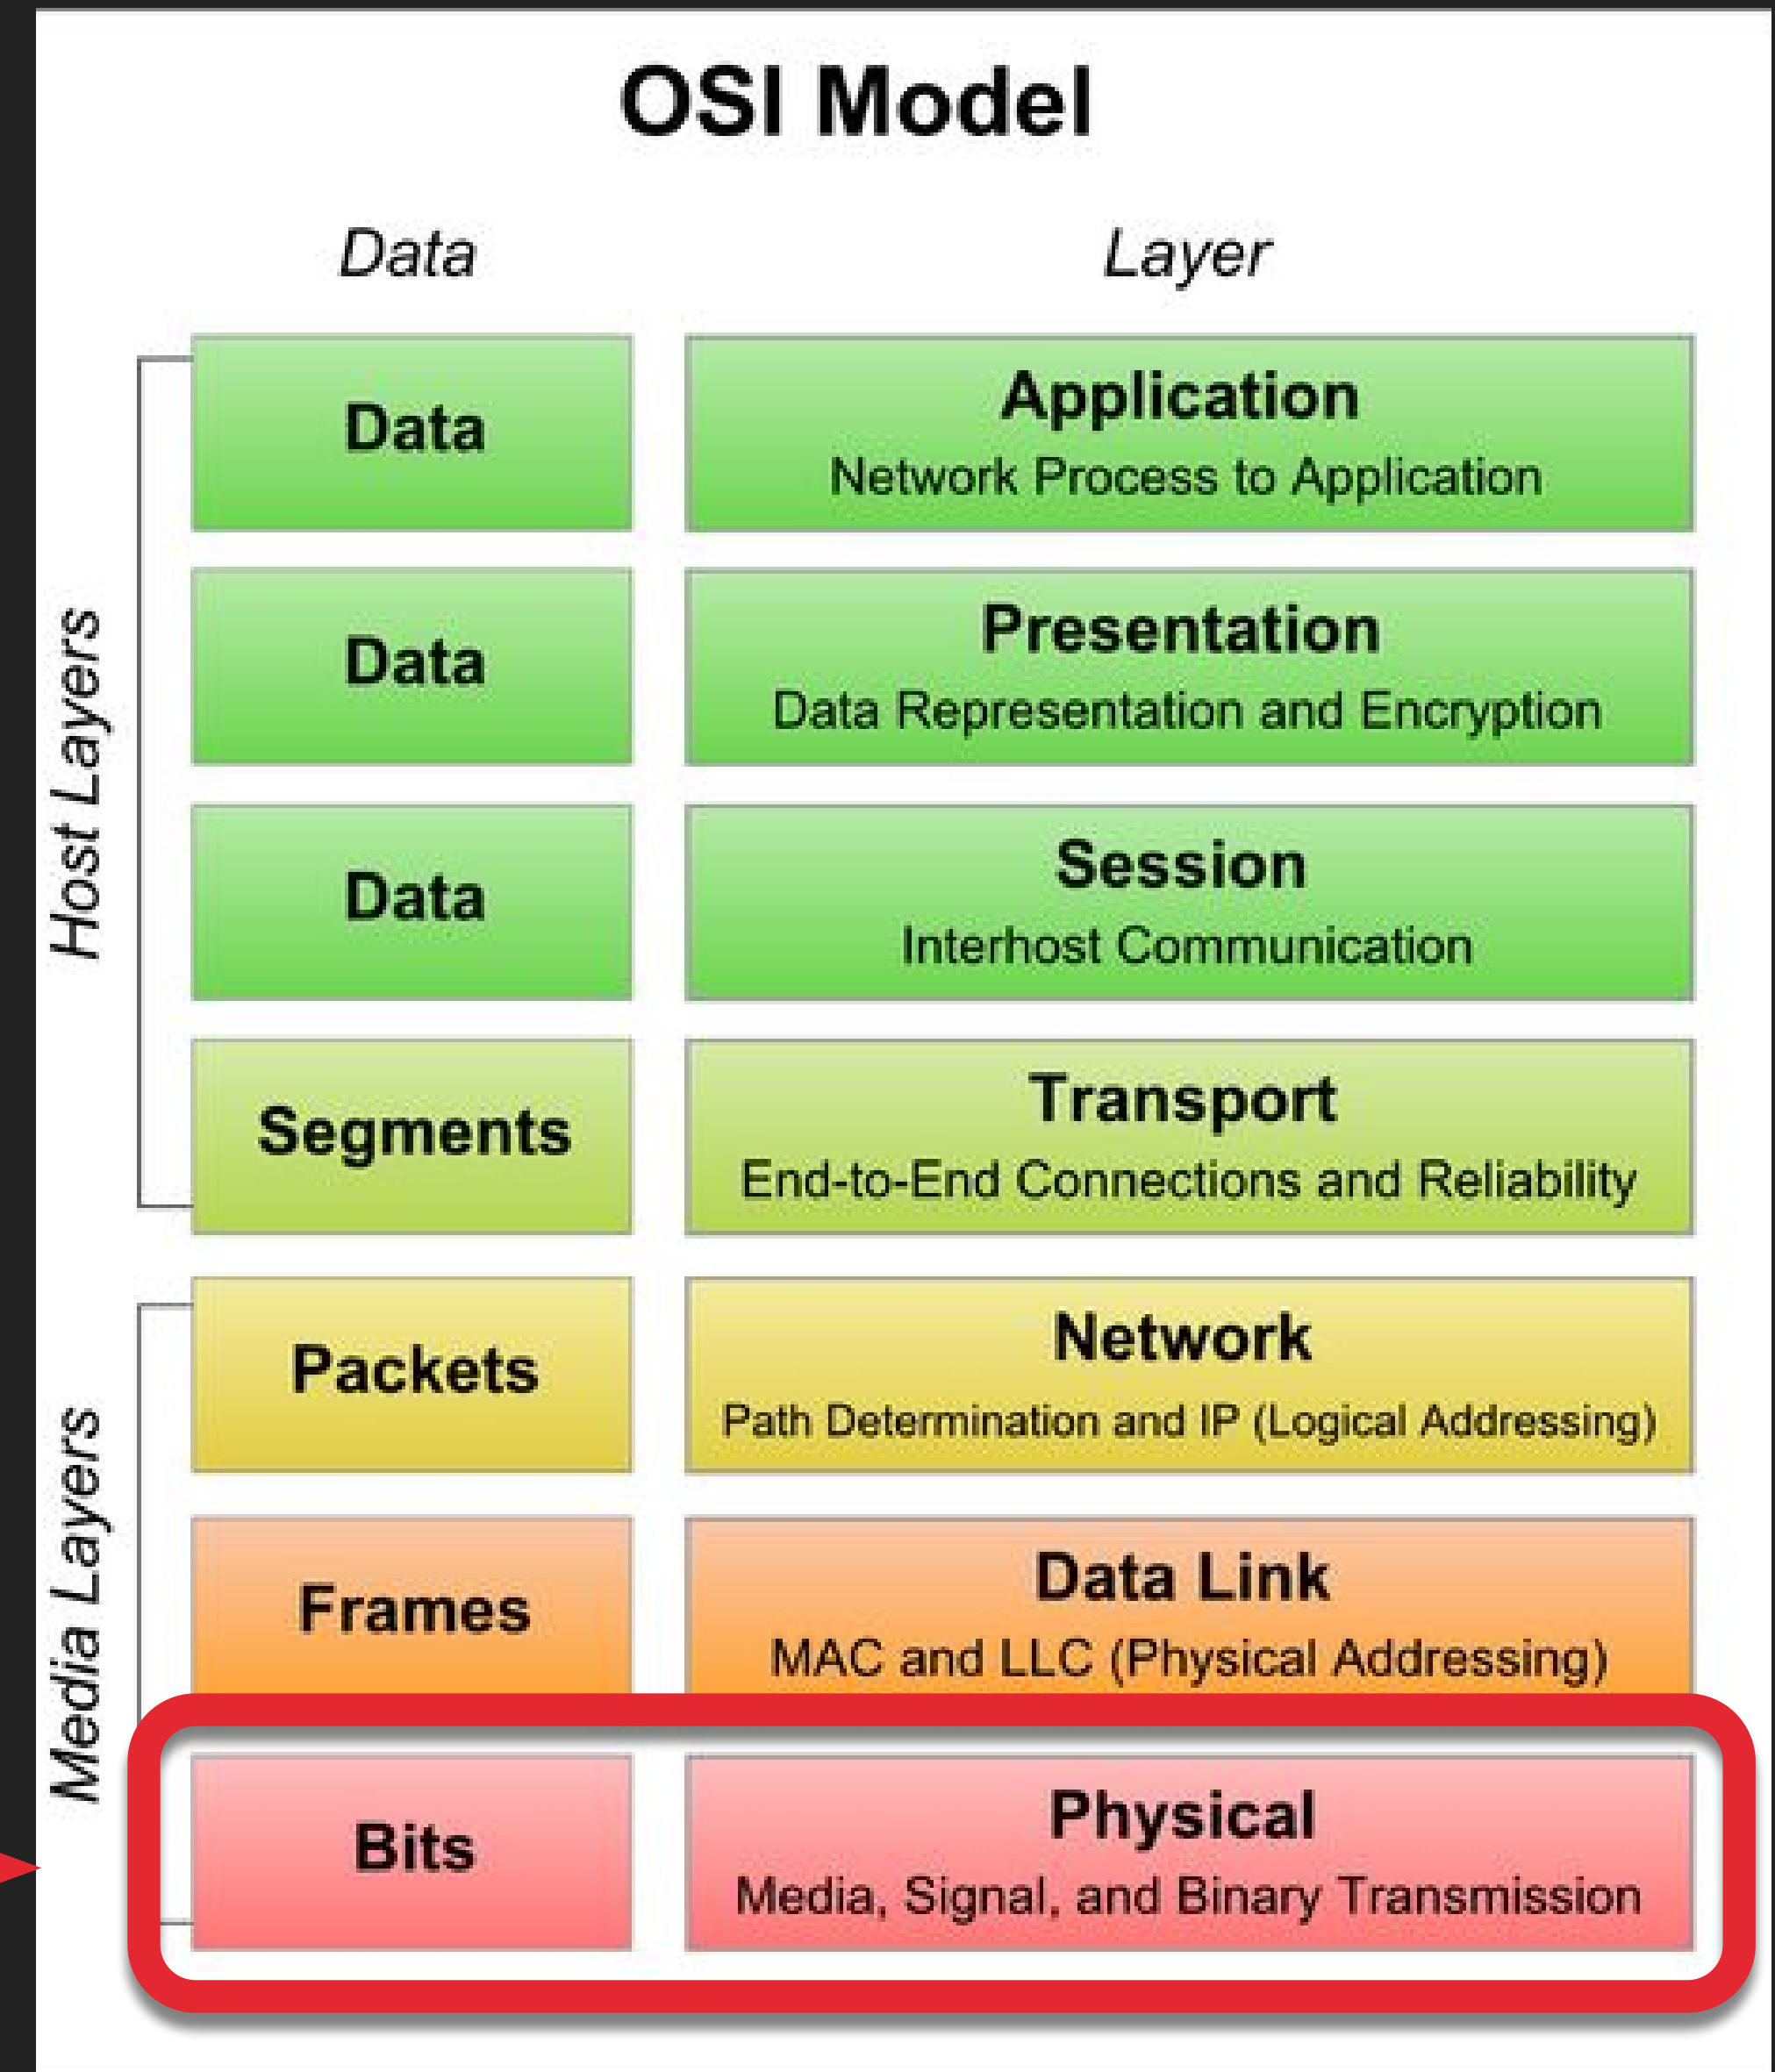 OSI Model
Data Layer
Host Layers
Data
Application
Network Process to Application
Data
Presentation
Data Representation and Encryption
Data
Session
Interhost Communication
Segments
Transport
End-to-End Connections and Reliability
Media Layers
Packets
Network
Path Determination and IP (Logical Addressing)
Frames
Data Link
MAC and LLC (Physical Addressing)
Bits
Physical
Media, Signal, and Binary Transmission